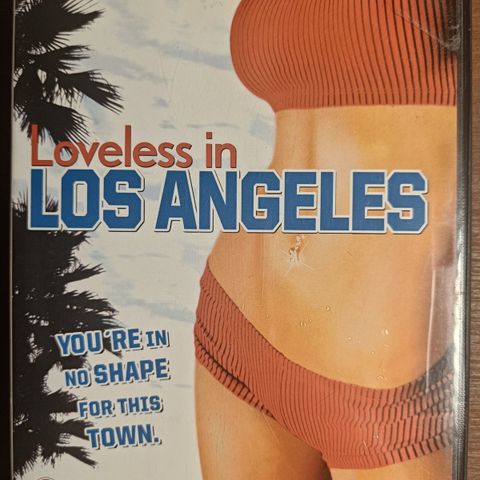 Loveless in
LOS ANGELES
YOU'RE IN
NO SHAPE
FOR THIS
TOWN.